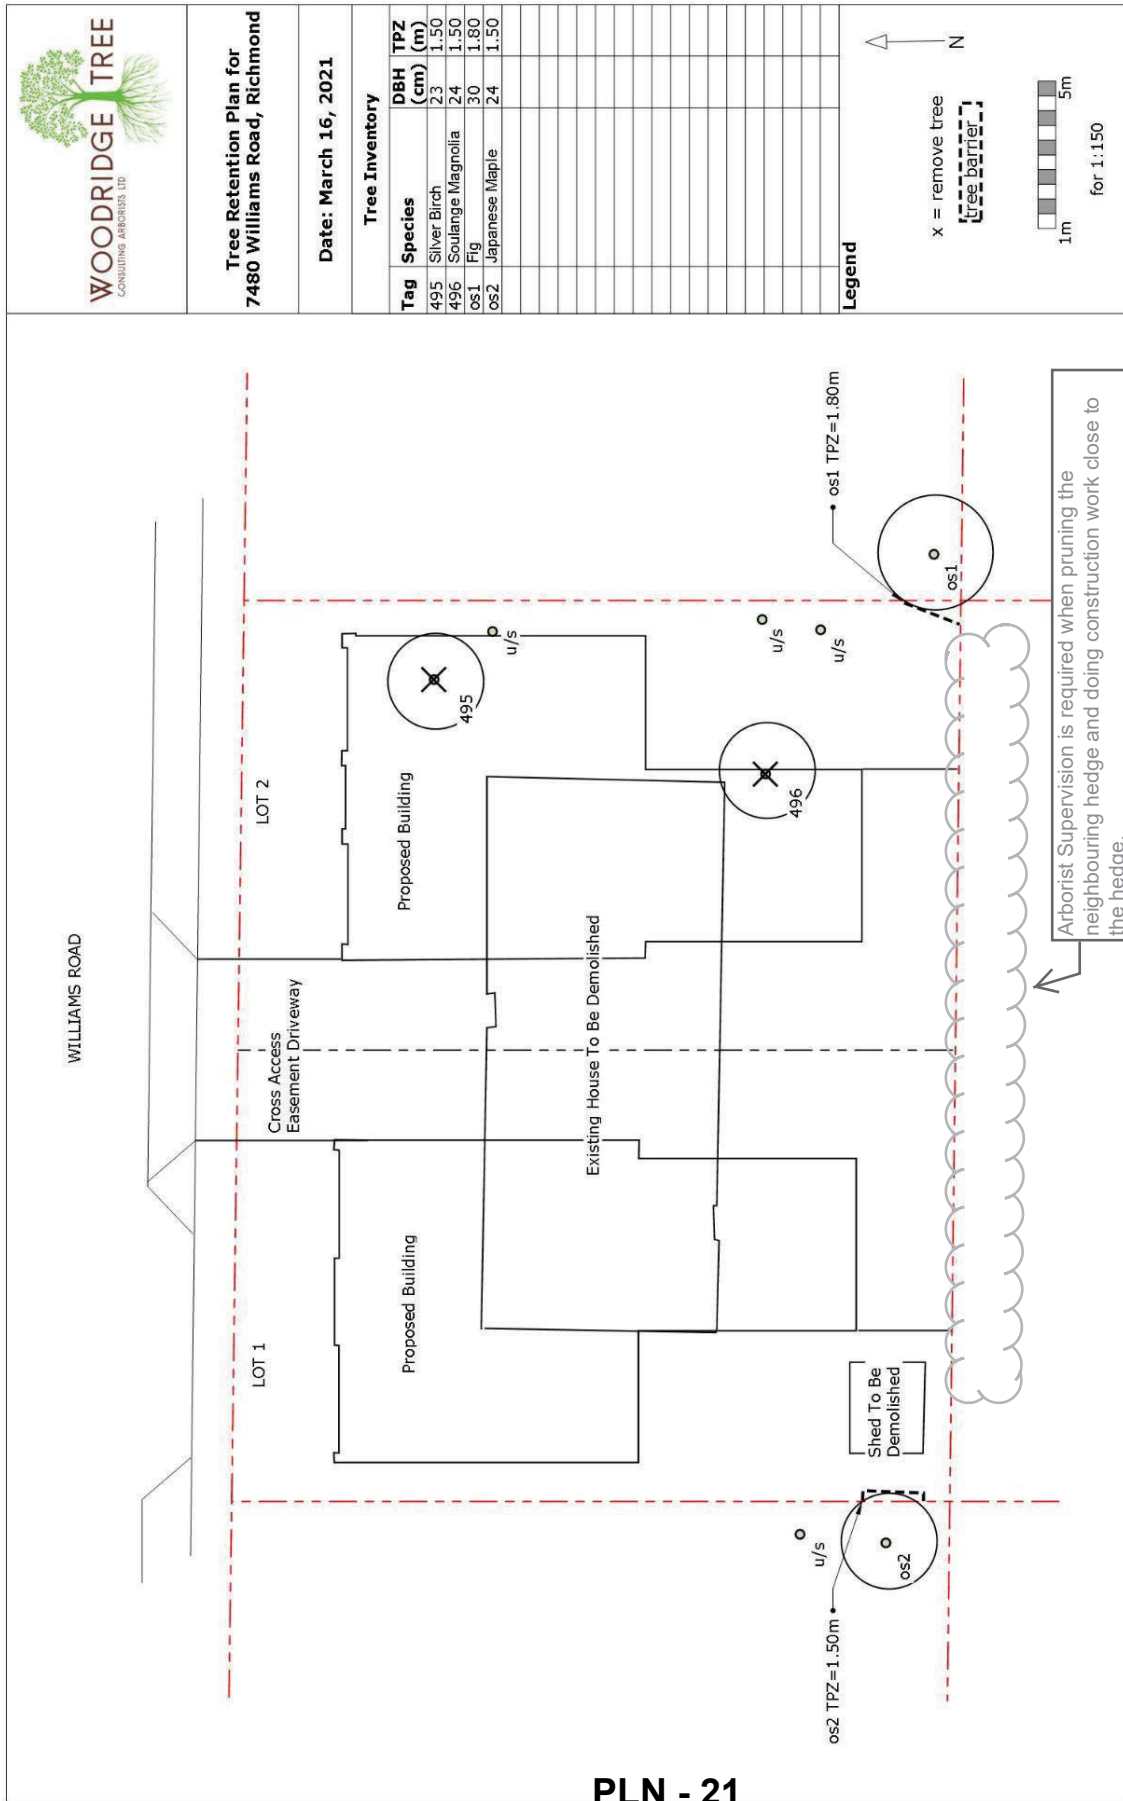 WOODRIDGE TREE
CONSULTING ARBORISTS LTD
Tree Retention Plan for
7480 Williams Road, Richmond
Date: March 16, 2021
Tree Inventory
Tag Species DBH (cm) TPZ (m)
495 Silver Birch 23 1.50
496 Soulange Magnolia 24 1.50
os1 Fig 30 1.80
os2 Japanese Maple 24 1.50
Legend
x = remove tree
tree barrier
N
1m 5m
for 1:150
WILLIAMS ROAD
LOT 1
LOT 2
Cross Access
Easement Driveway
Proposed Building
Proposed Building
495
u/s
Existing House To Be Demolished
496
u/s
u/s
os1 TPZ=1.80m
os1
Shed To Be
Demolished
u/s
os2
os2 TPZ=1.50m
Arborist Supervision is required when pruning the
neighbouring hedge and doing construction work close to
the hedge.
PLN - 21